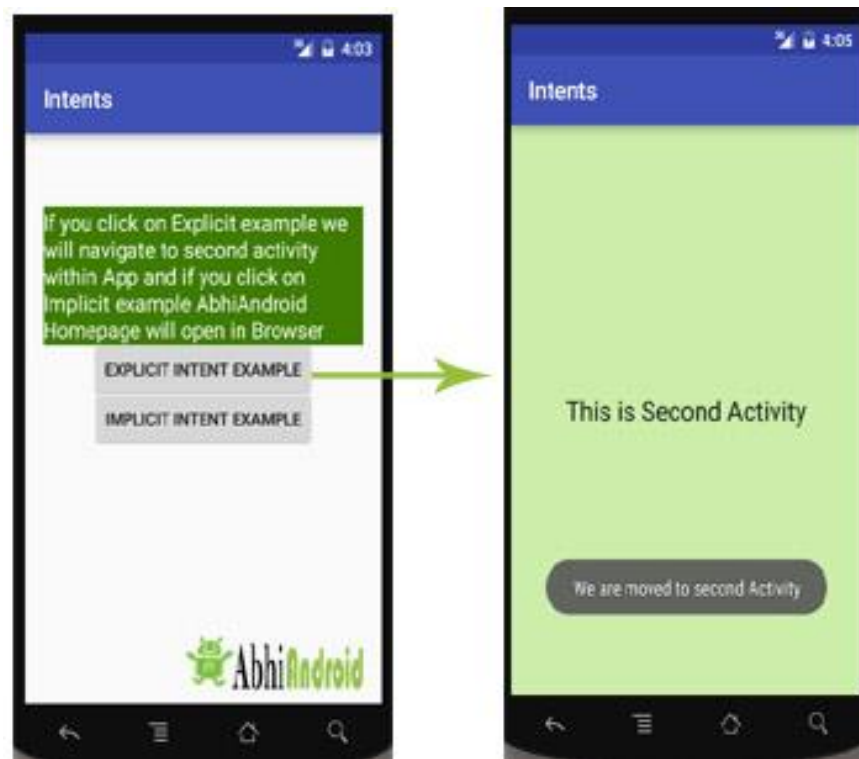 4:03
Intents
If you click on Explicit example we
will navigate to second activity
within App and if you click on
Implicit example AbhiAndroid
Homepage will open in Browser
EXPLICIT INTENT EXAMPLE
IMPLICIT INTENT EXAMPLE
AbhiAndroid
4:05
Intents
This is Second Activity
We are moved to second Activity